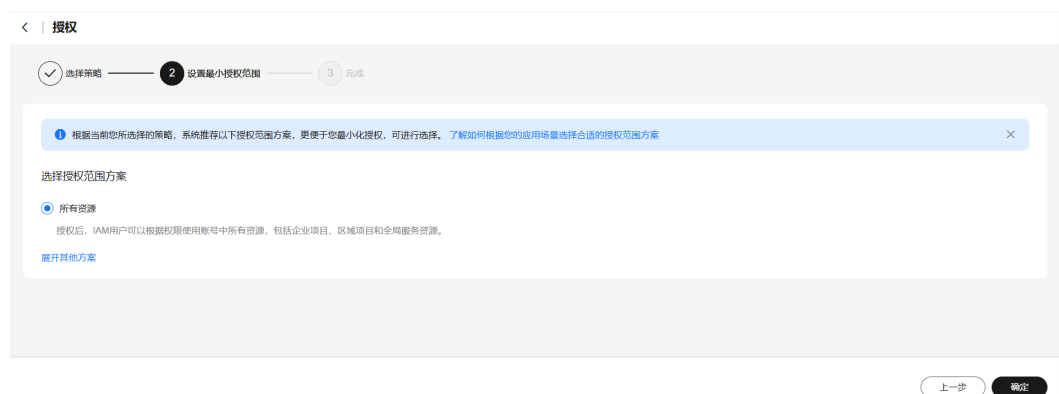 授权
选择策略 2 设置最小授权范围 3 完成
根据当前您所选择的策略，系统推荐以下授权范围方案，更便于您最小化授权，可进行选择。 了解如何根据您的应用场景选择合适的授权范围方案
选择授权范围方案
所有资源
授权后，IAM用户可以根据权限使用账号中所有资源，包括企业项目、区域项目和全局服务资源。
展开其他方案
上一步 确定